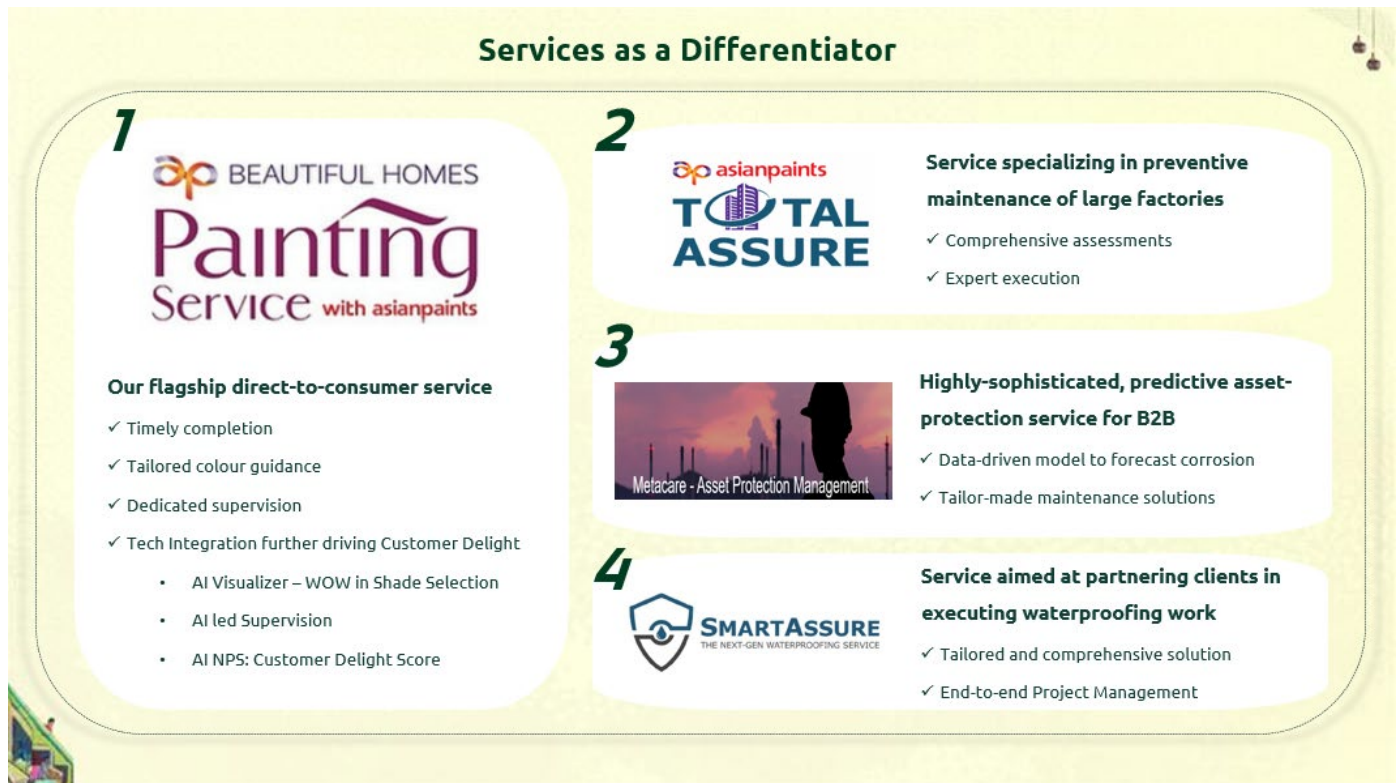 Services as a Differentiator
1
ap BEAUTIFUL HOMES
Painting
Service with asianpaints
Our flagship direct-to-consumer service
✓ Timely completion
✓ Tailored colour guidance
✓ Dedicated supervision
✓ Tech Integration further driving Customer Delight
• AI Visualizer – WOW in Shade Selection
• AI led Supervision
• AI NPS: Customer Delight Score
2
ap asianpaints
TOTAL
ASSURE
Service specializing in preventive
maintenance of large factories
✓ Comprehensive assessments
✓ Expert execution
3
Metacare - Asset Protection Management
Highly-sophisticated, predictive asset-
protection service for B2B
✓ Data-driven model to forecast corrosion
✓ Tailor-made maintenance solutions
4
SMARTASSURE
THE NEXT-GEN WATERPROOFING SERVICE
Service aimed at partnering clients in
executing waterproofing work
✓ Tailored and comprehensive solution
✓ End-to-end Project Management